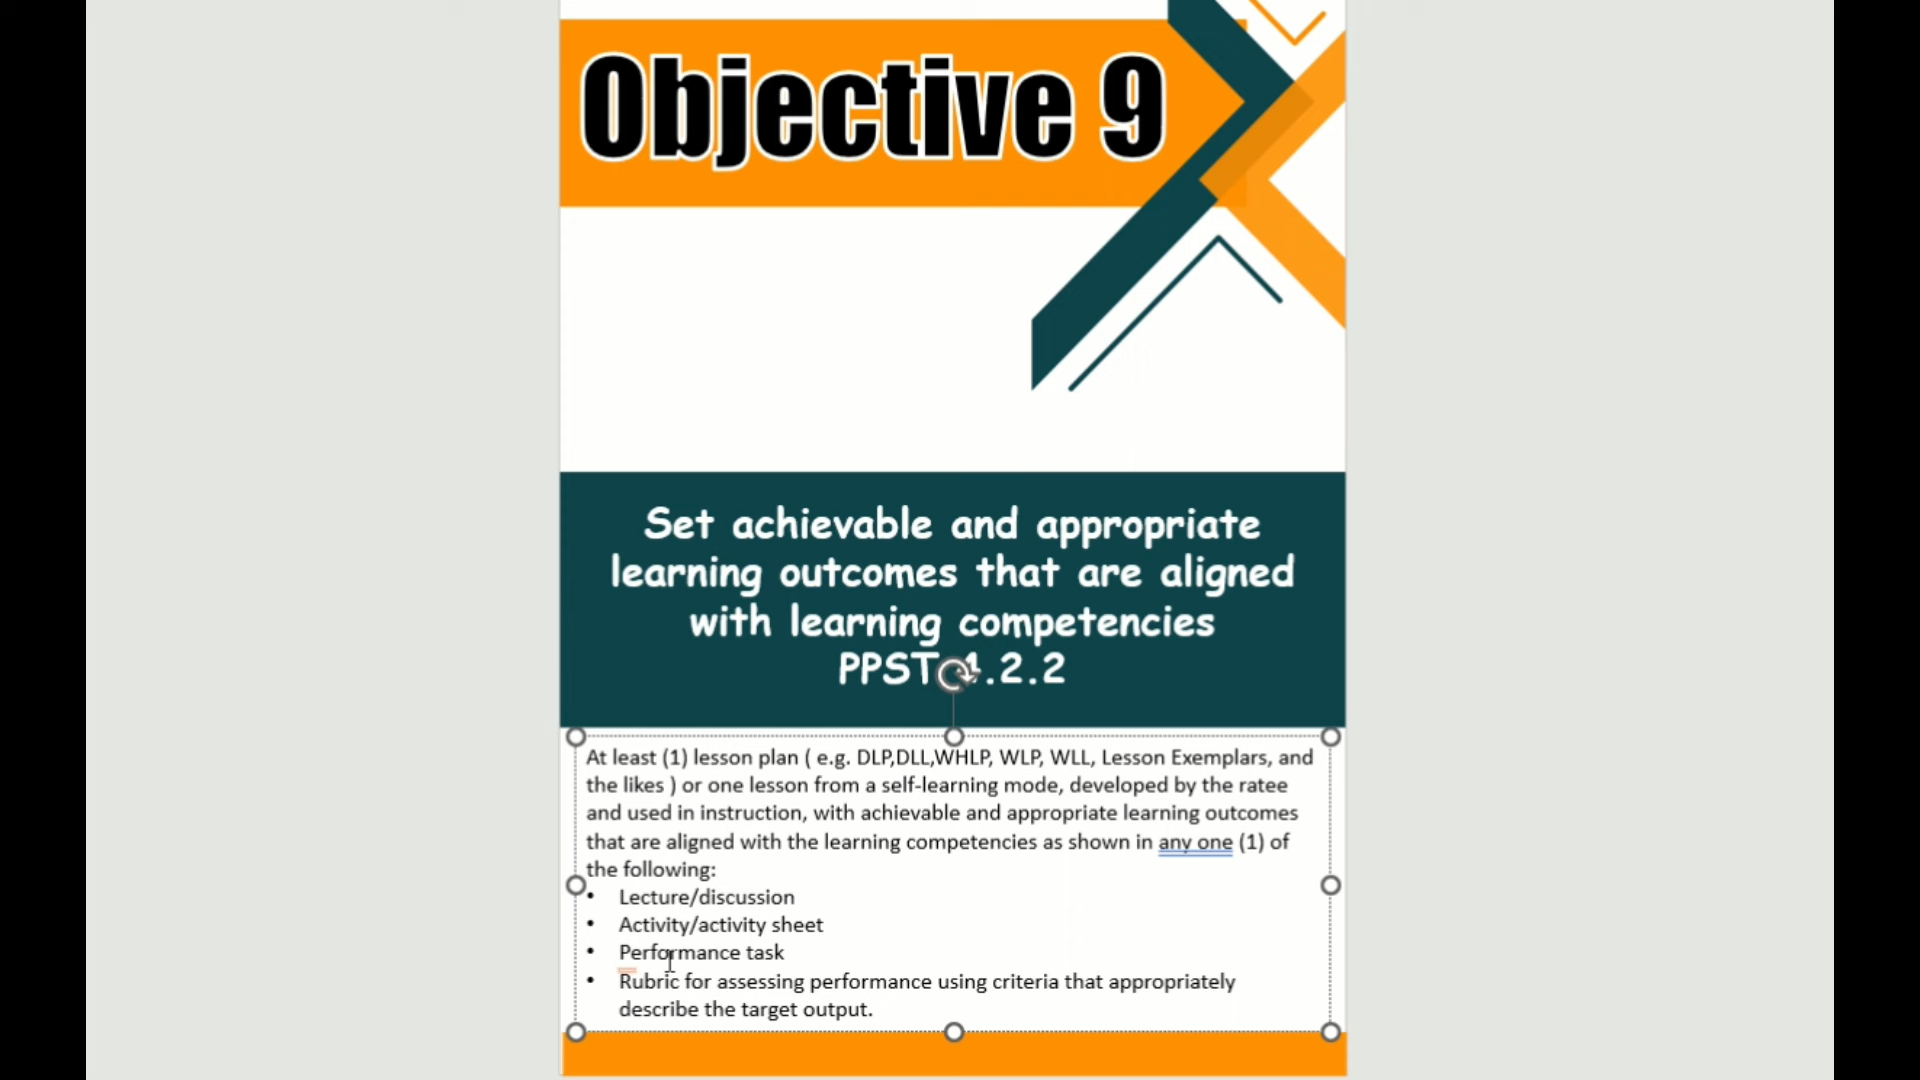 Objective 9
Set achievable and appropriate
learning outcomes that are aligned
with learning competencies
PPST .2.2
At least (1) lesson plan ( e.g. DLP,DLL,WHLP, WLP, WLL, Lesson Exemplars, and
the likes ) or one lesson from a self-learning mode, developed by the ratee
and used in instruction, with achievable and appropriate learning outcomes
that are aligned with the learning competencies as shown in any one (1) of
the following:
• Lecture/discussion
• Activity/activity sheet
• Performance task
• Rubric for assessing performance using criteria that appropriately
describe the target output.